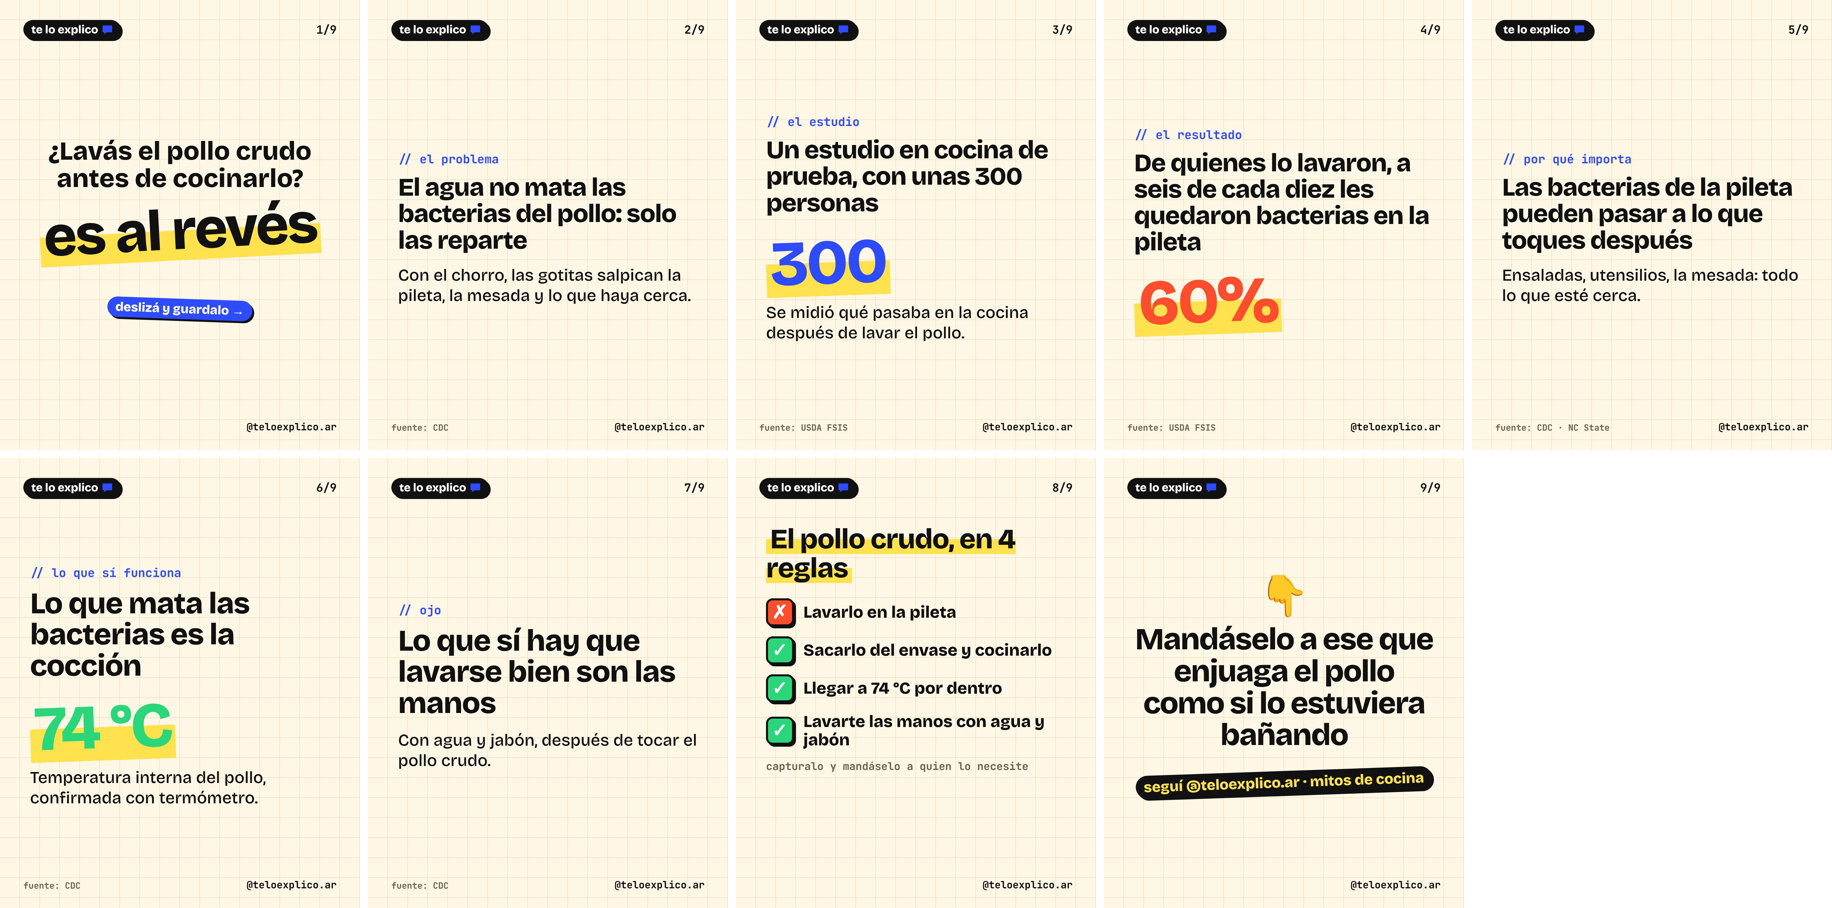 te lo explico
1/9
¿Lavás el pollo crudo
antes de cocinarlo?
es al revés
deslizá y guardalo →
@teloexplico.ar
te lo explico
2/9
// el problema
El agua no mata las
bacterias del pollo: solo
las reparte
Con el chorro, las gotitas salpican la
pileta, la mesada y lo que haya cerca.
fuente: CDC
@teloexplico.ar
te lo explico
3/9
// el estudio
Un estudio en cocina de
prueba, con unas 300
personas
300
Se midió qué pasaba en la cocina
después de lavar el pollo.
fuente: USDA FSIS
@teloexplico.ar
te lo explico
4/9
// el resultado
De quienes lo lavaron, a
seis de cada diez les
quedaron bacterias en la
pileta
60%
fuente: USDA FSIS
@teloexplico.ar
te lo explico
5/9
// por qué importa
Las bacterias de la pileta
pueden pasar a lo que
toques después
Ensaladas, utensilios, la mesada: todo
lo que esté cerca.
fuente: CDC · NC State
@teloexplico.ar
te lo explico
6/9
// lo que sí funciona
Lo que mata las
bacterias es la
cocción
74 °C
Temperatura interna del pollo,
confirmada con termómetro.
fuente: CDC
@teloexplico.ar
te lo explico
7/9
// ojo
Lo que sí hay que
lavarse bien son las
manos
Con agua y jabón, después de tocar el
pollo crudo.
fuente: CDC
@teloexplico.ar
te lo explico
8/9
El pollo crudo, en 4
reglas
✗ Lavarlo en la pileta
✓ Sacarlo del envase y cocinarlo
✓ Llegar a 74 °C por dentro
✓ Lavarte las manos con agua y
jabón
capturalo y mandáselo a quien lo necesite
@teloexplico.ar
te lo explico
9/9
Mandáselo a ese que
enjuaga el pollo
como si lo estuviera
bañando
seguí @teloexplico.ar · mitos de cocina
@teloexplico.ar